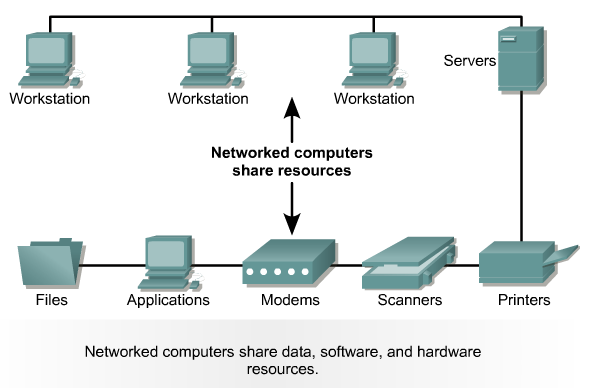 Servers
Workstation
Workstation
Workstation
Networked computers
share resources
Files
Applications
Modems
Scanners
Printers
Networked computers share data, software, and hardware
resources.